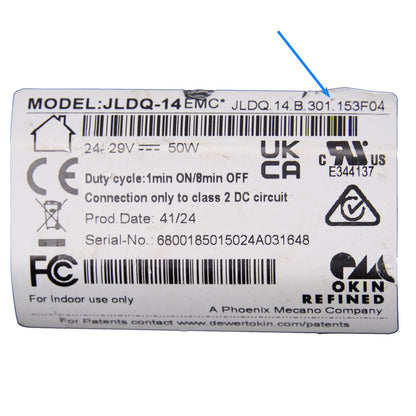 MODEL:JLDQ-14EMC* JLDQ.14.B.301.153F04
24-29V 50W
UK CA
C RU US
E344137
CE
Duty cycle:1min ON/8min OFF
Connection only to class 2 DC circuit
Prod.Date: 41/24
Serial-No.: 6800185015024A031648
FC
For Indoor use only
OKIN
REFINED
A Phoenix Mecano Company
For Patents contact www.dewertokin.com/patents